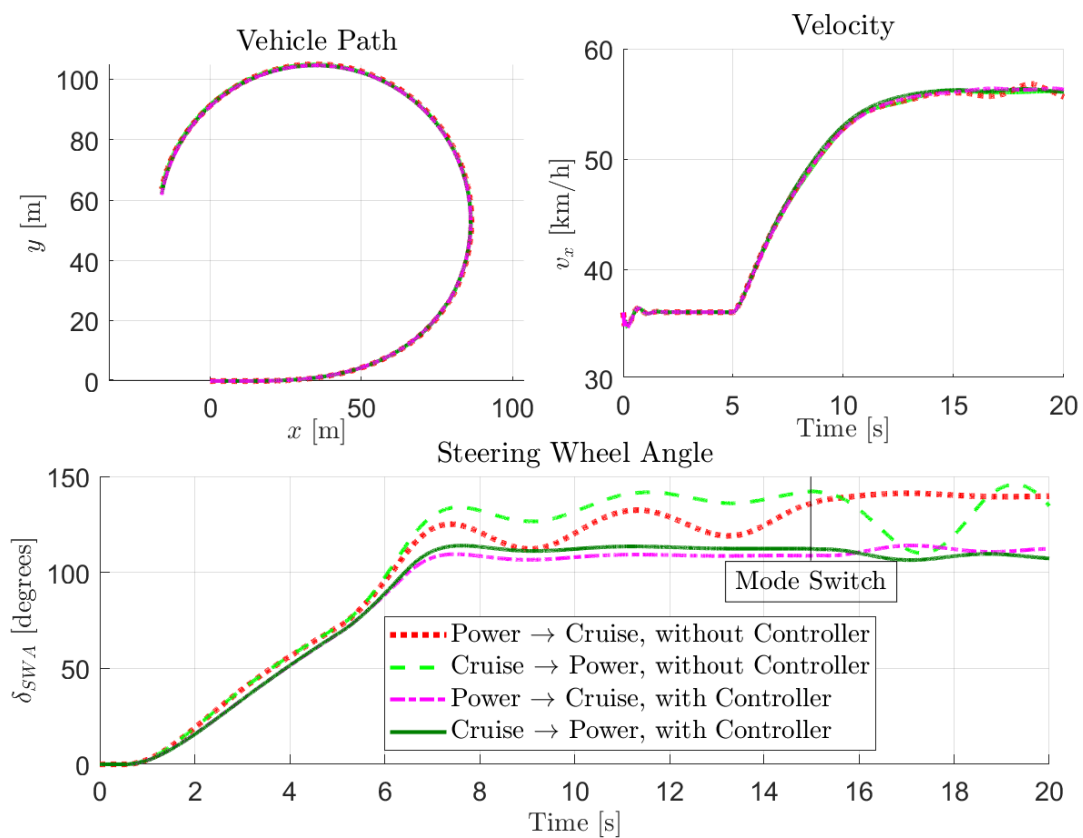 Vehicle Path
100
80
60
40
20
0
y [m]
0
50
100
x [m]
Velocity
60
50
40
30
v_x [km/h]
0
5
10
15
20
Time [s]
Steering Wheel Angle
150
100
50
0
δ_SWA [degrees]
Mode Switch
Power → Cruise, without Controller
Cruise → Power, without Controller
Power → Cruise, with Controller
Cruise → Power, with Controller
0
2
4
6
8
10
12
14
16
18
20
Time [s]